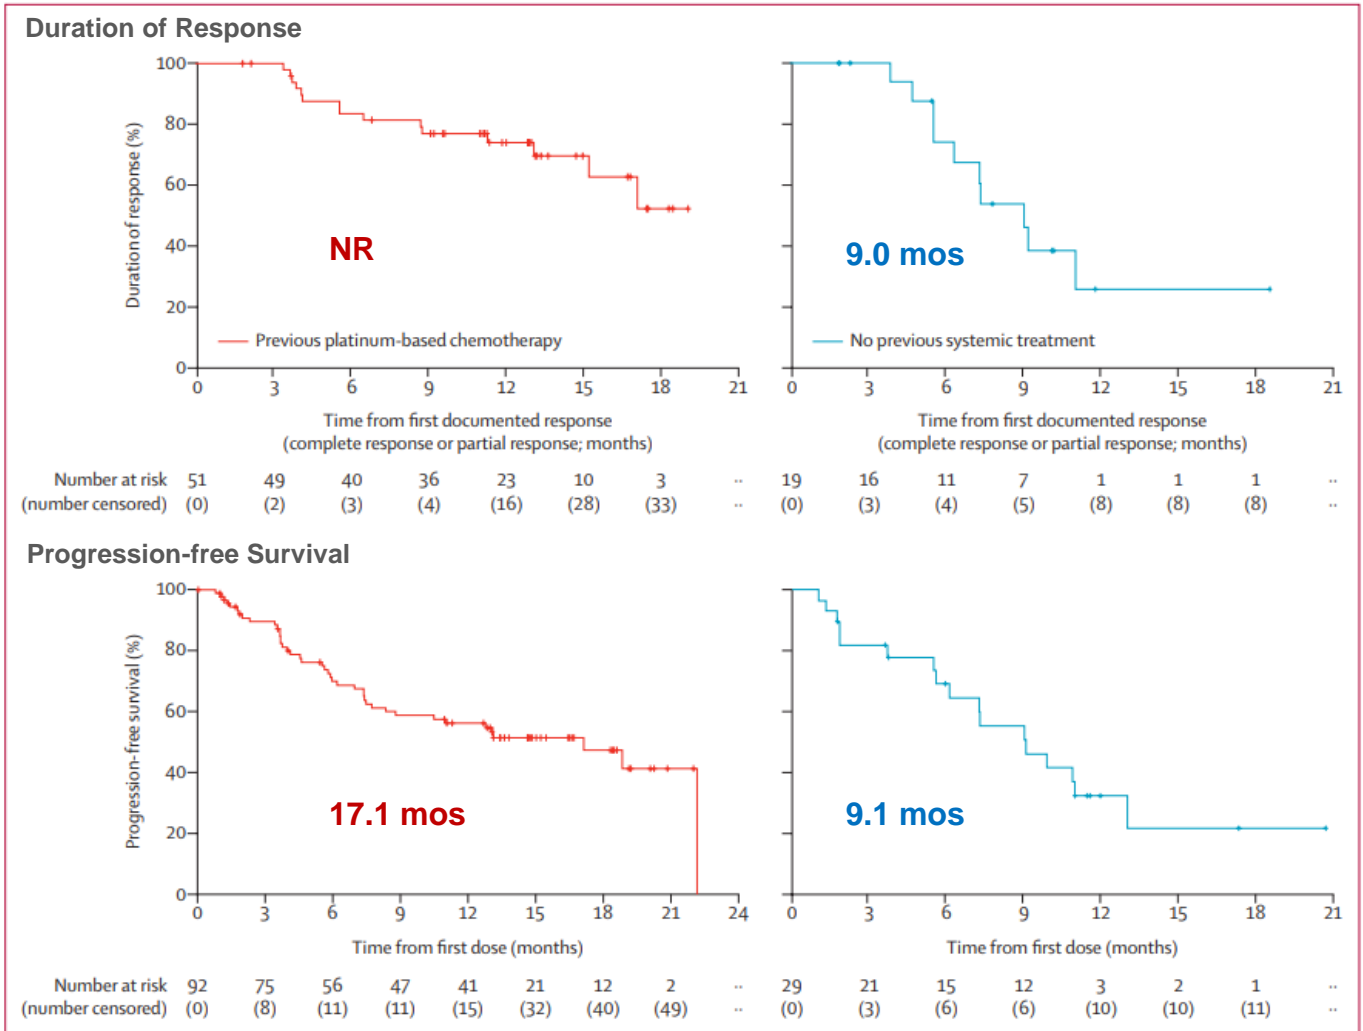 Duration of Response
Duration of response (%)
100
80
60
40
20
0
NR
Previous platinum-based chemotherapy
0 3 6 9 12 15 18 21
Time from first documented response
(complete response or partial response; months)
9.0 mos
No previous systemic treatment
0 3 6 9 12 15 18 21
Time from first documented response
(complete response or partial response; months)
Number at risk 51 49 40 36 23 10 3 .. 19 16 11 7 1 1 1 ..
(number censored) (0) (2) (3) (4) (16) (28) (33) .. (0) (3) (4) (5) (8) (8) (8) ..
Progression-free Survival
Progression-free survival (%)
100
80
60
40
20
0
17.1 mos
0 3 6 9 12 15 18 21 24
Time from first dose (months)
9.1 mos
0 3 6 9 12 15 18 21
Time from first dose (months)
Number at risk 92 75 56 47 41 21 12 2 .. 29 21 15 12 3 2 1 ..
(number censored) (0) (8) (11) (11) (15) (32) (40) (49) .. (0) (3) (6) (6) (10) (10) (11) ..